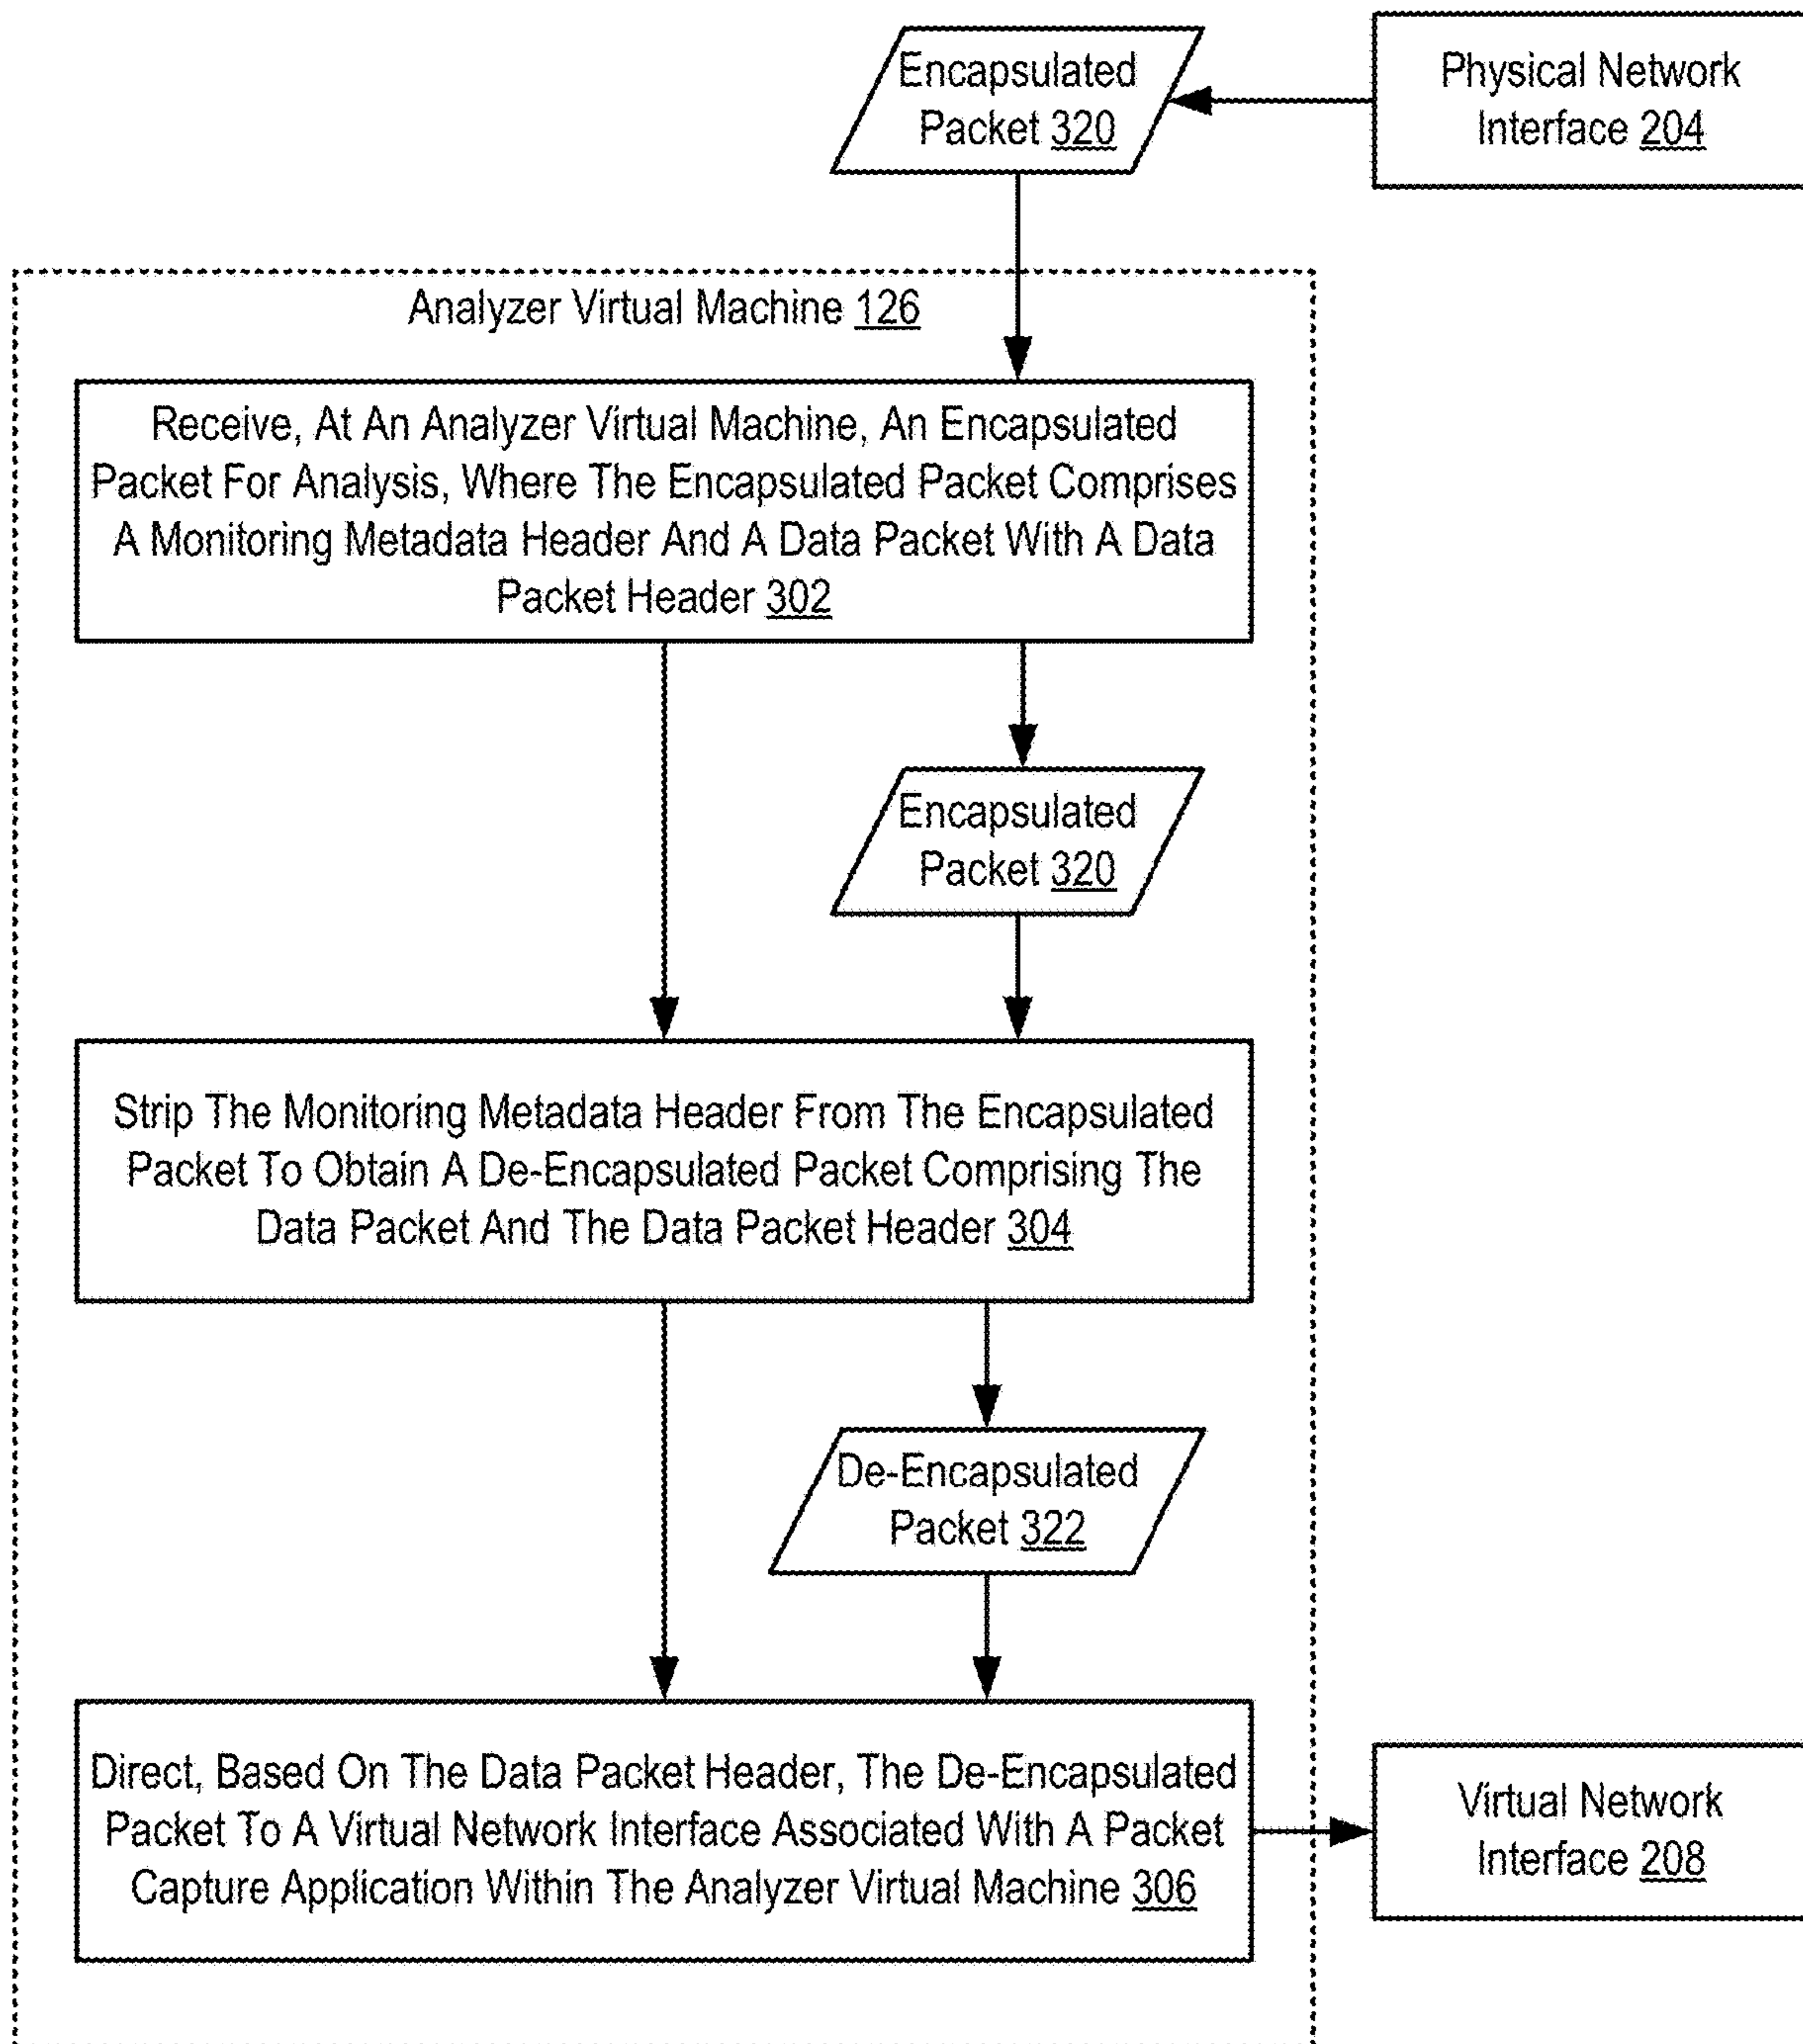 Encapsulated
Packet 320
Physical Network
Interface 204
Analyzer Virtual Machine 126
Receive, At An Analyzer Virtual Machine, An Encapsulated
Packet For Analysis, Where The Encapsulated Packet Comprises
A Monitoring Metadata Header And A Data Packet With A Data
Packet Header 302
Encapsulated
Packet 320
Strip The Monitoring Metadata Header From The Encapsulated
Packet To Obtain A De-Encapsulated Packet Comprising The
Data Packet And The Data Packet Header 304
De-Encapsulated
Packet 322
Direct, Based On The Data Packet Header, The De-Encapsulated
Packet To A Virtual Network Interface Associated With A Packet
Capture Application Within The Analyzer Virtual Machine 306
Virtual Network
Interface 208